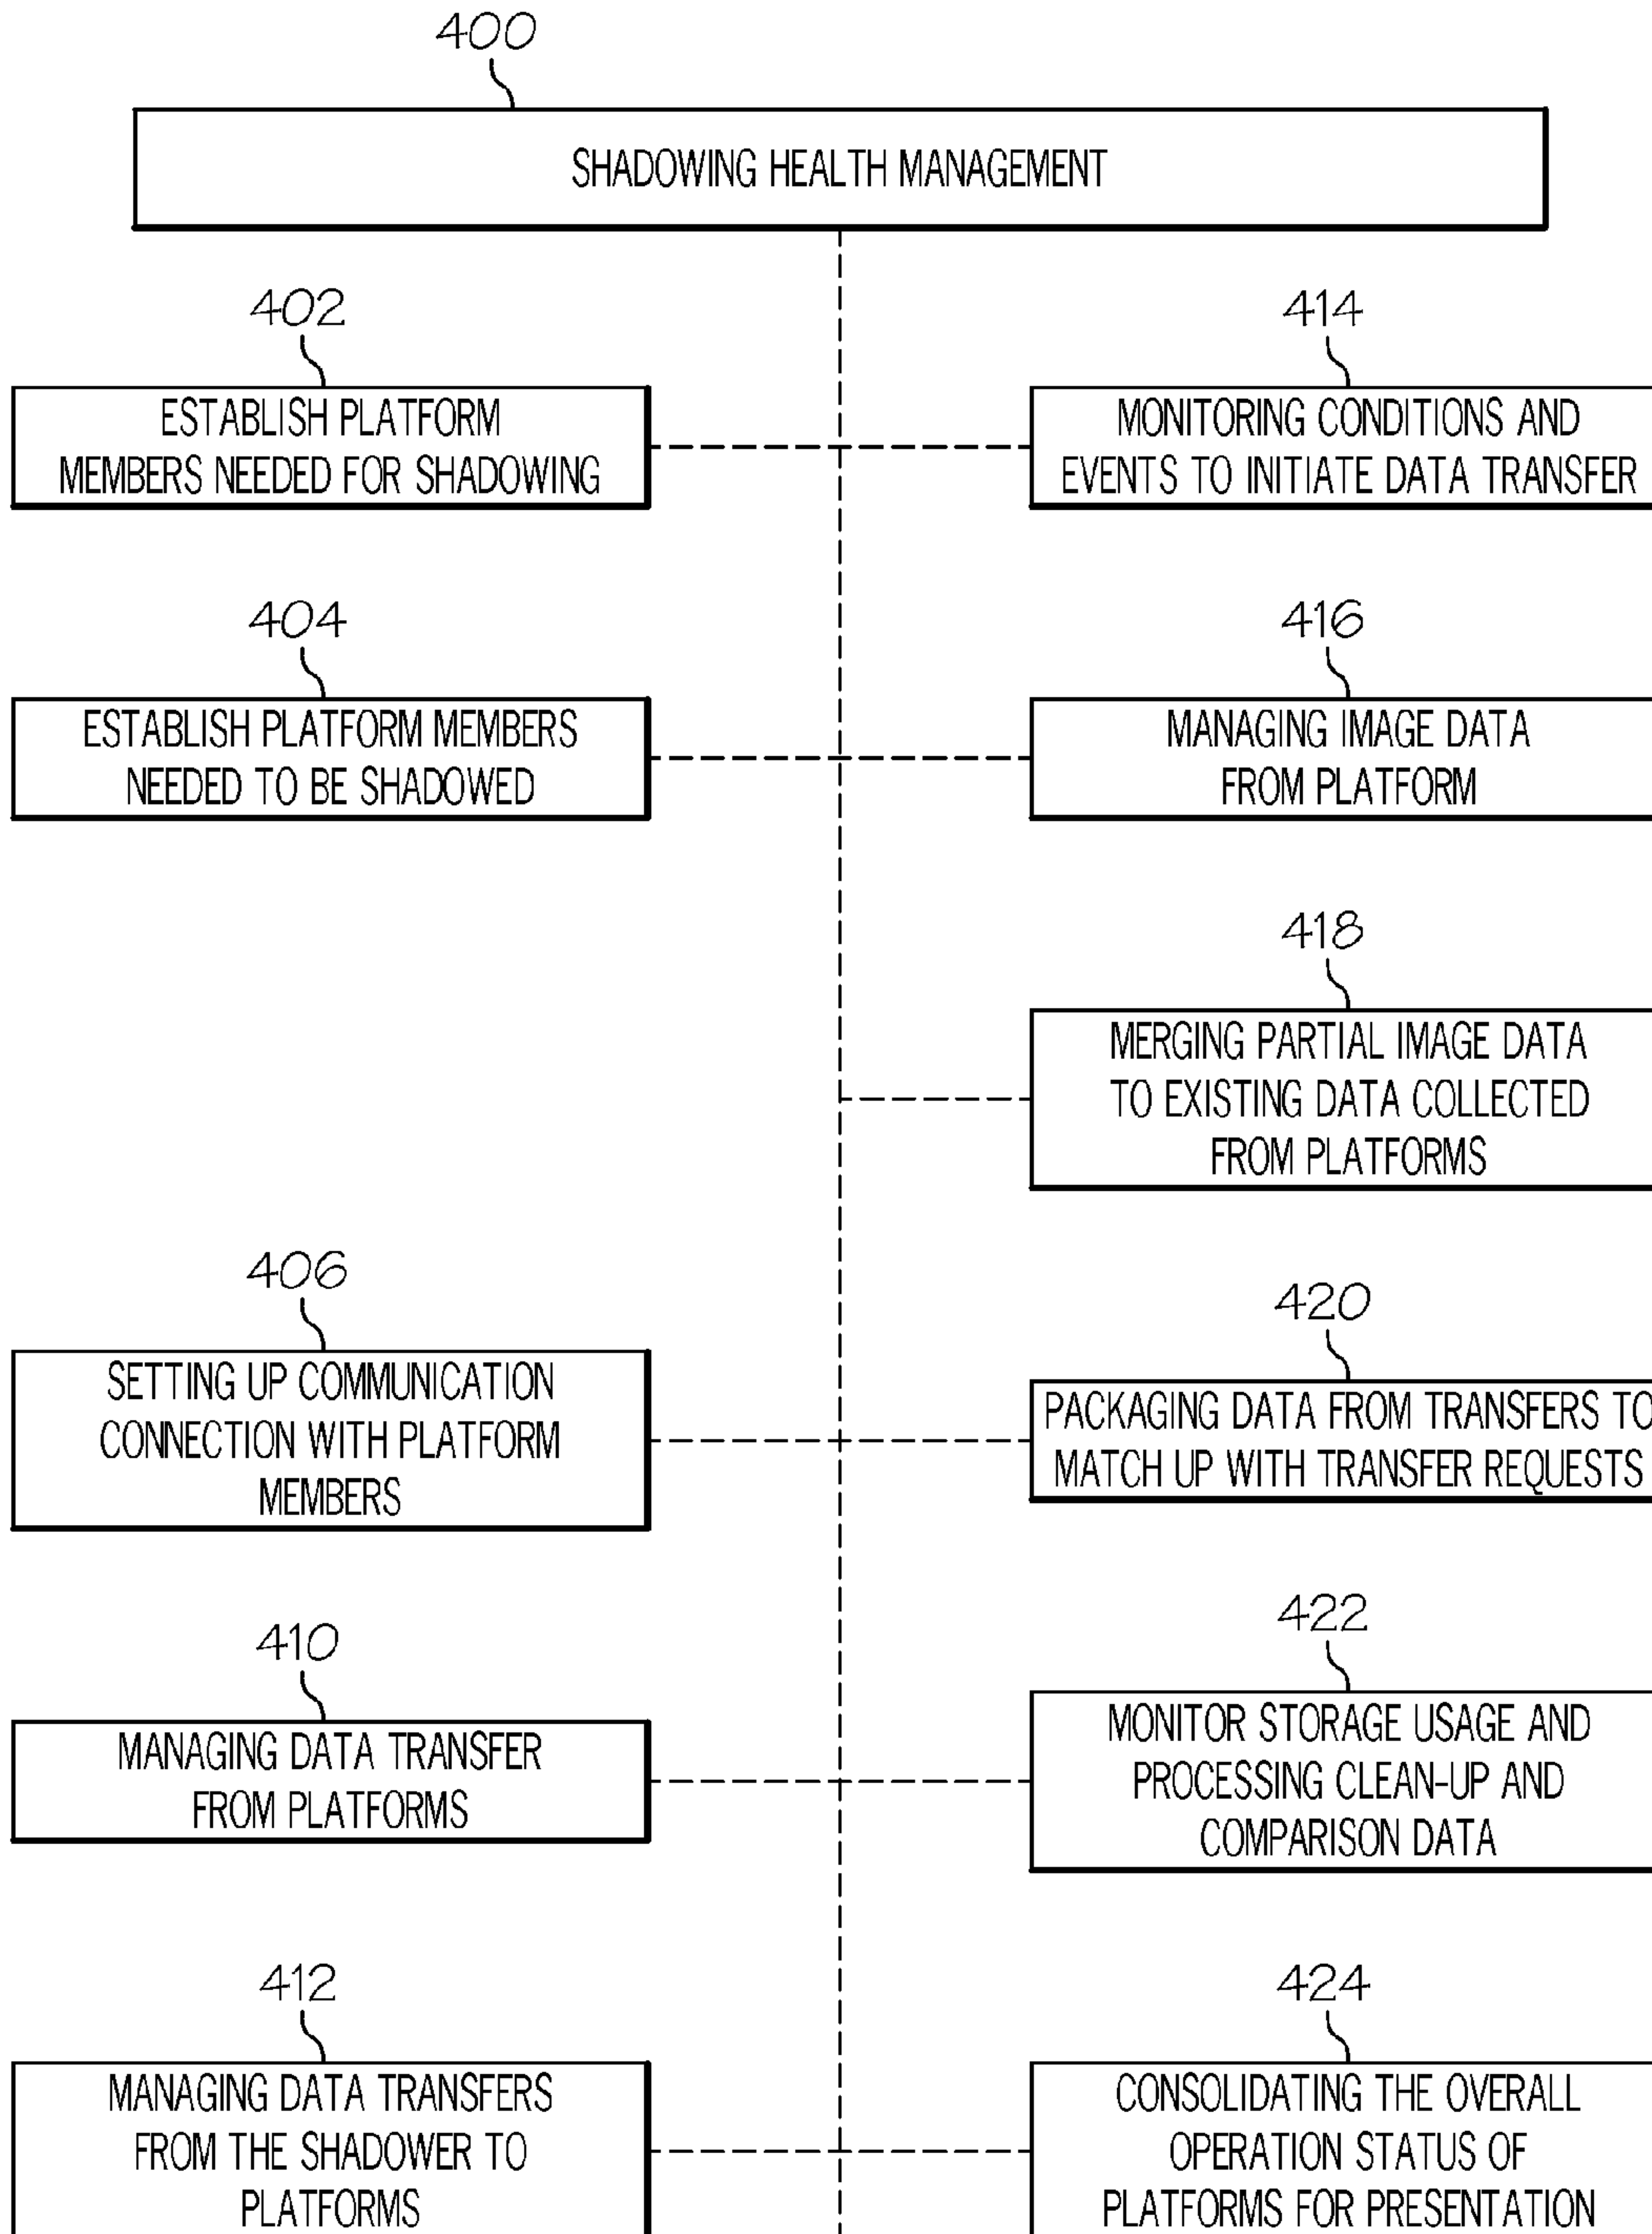 400
SHADOWING HEALTH MANAGEMENT
402
ESTABLISH PLATFORM
MEMBERS NEEDED FOR SHADOWING
414
MONITORING CONDITIONS AND
EVENTS TO INITIATE DATA TRANSFER
404
ESTABLISH PLATFORM MEMBERS
NEEDED TO BE SHADOWED
416
MANAGING IMAGE DATA
FROM PLATFORM
418
MERGING PARTIAL IMAGE DATA
TO EXISTING DATA COLLECTED
FROM PLATFORMS
406
SETTING UP COMMUNICATION
CONNECTION WITH PLATFORM
MEMBERS
420
PACKAGING DATA FROM TRANSFERS TO
MATCH UP WITH TRANSFER REQUESTS
410
MANAGING DATA TRANSFER
FROM PLATFORMS
422
MONITOR STORAGE USAGE AND
PROCESSING CLEAN-UP AND
COMPARISON DATA
412
MANAGING DATA TRANSFERS
FROM THE SHADOWER TO
PLATFORMS
424
CONSOLIDATING THE OVERALL
OPERATION STATUS OF
PLATFORMS FOR PRESENTATION